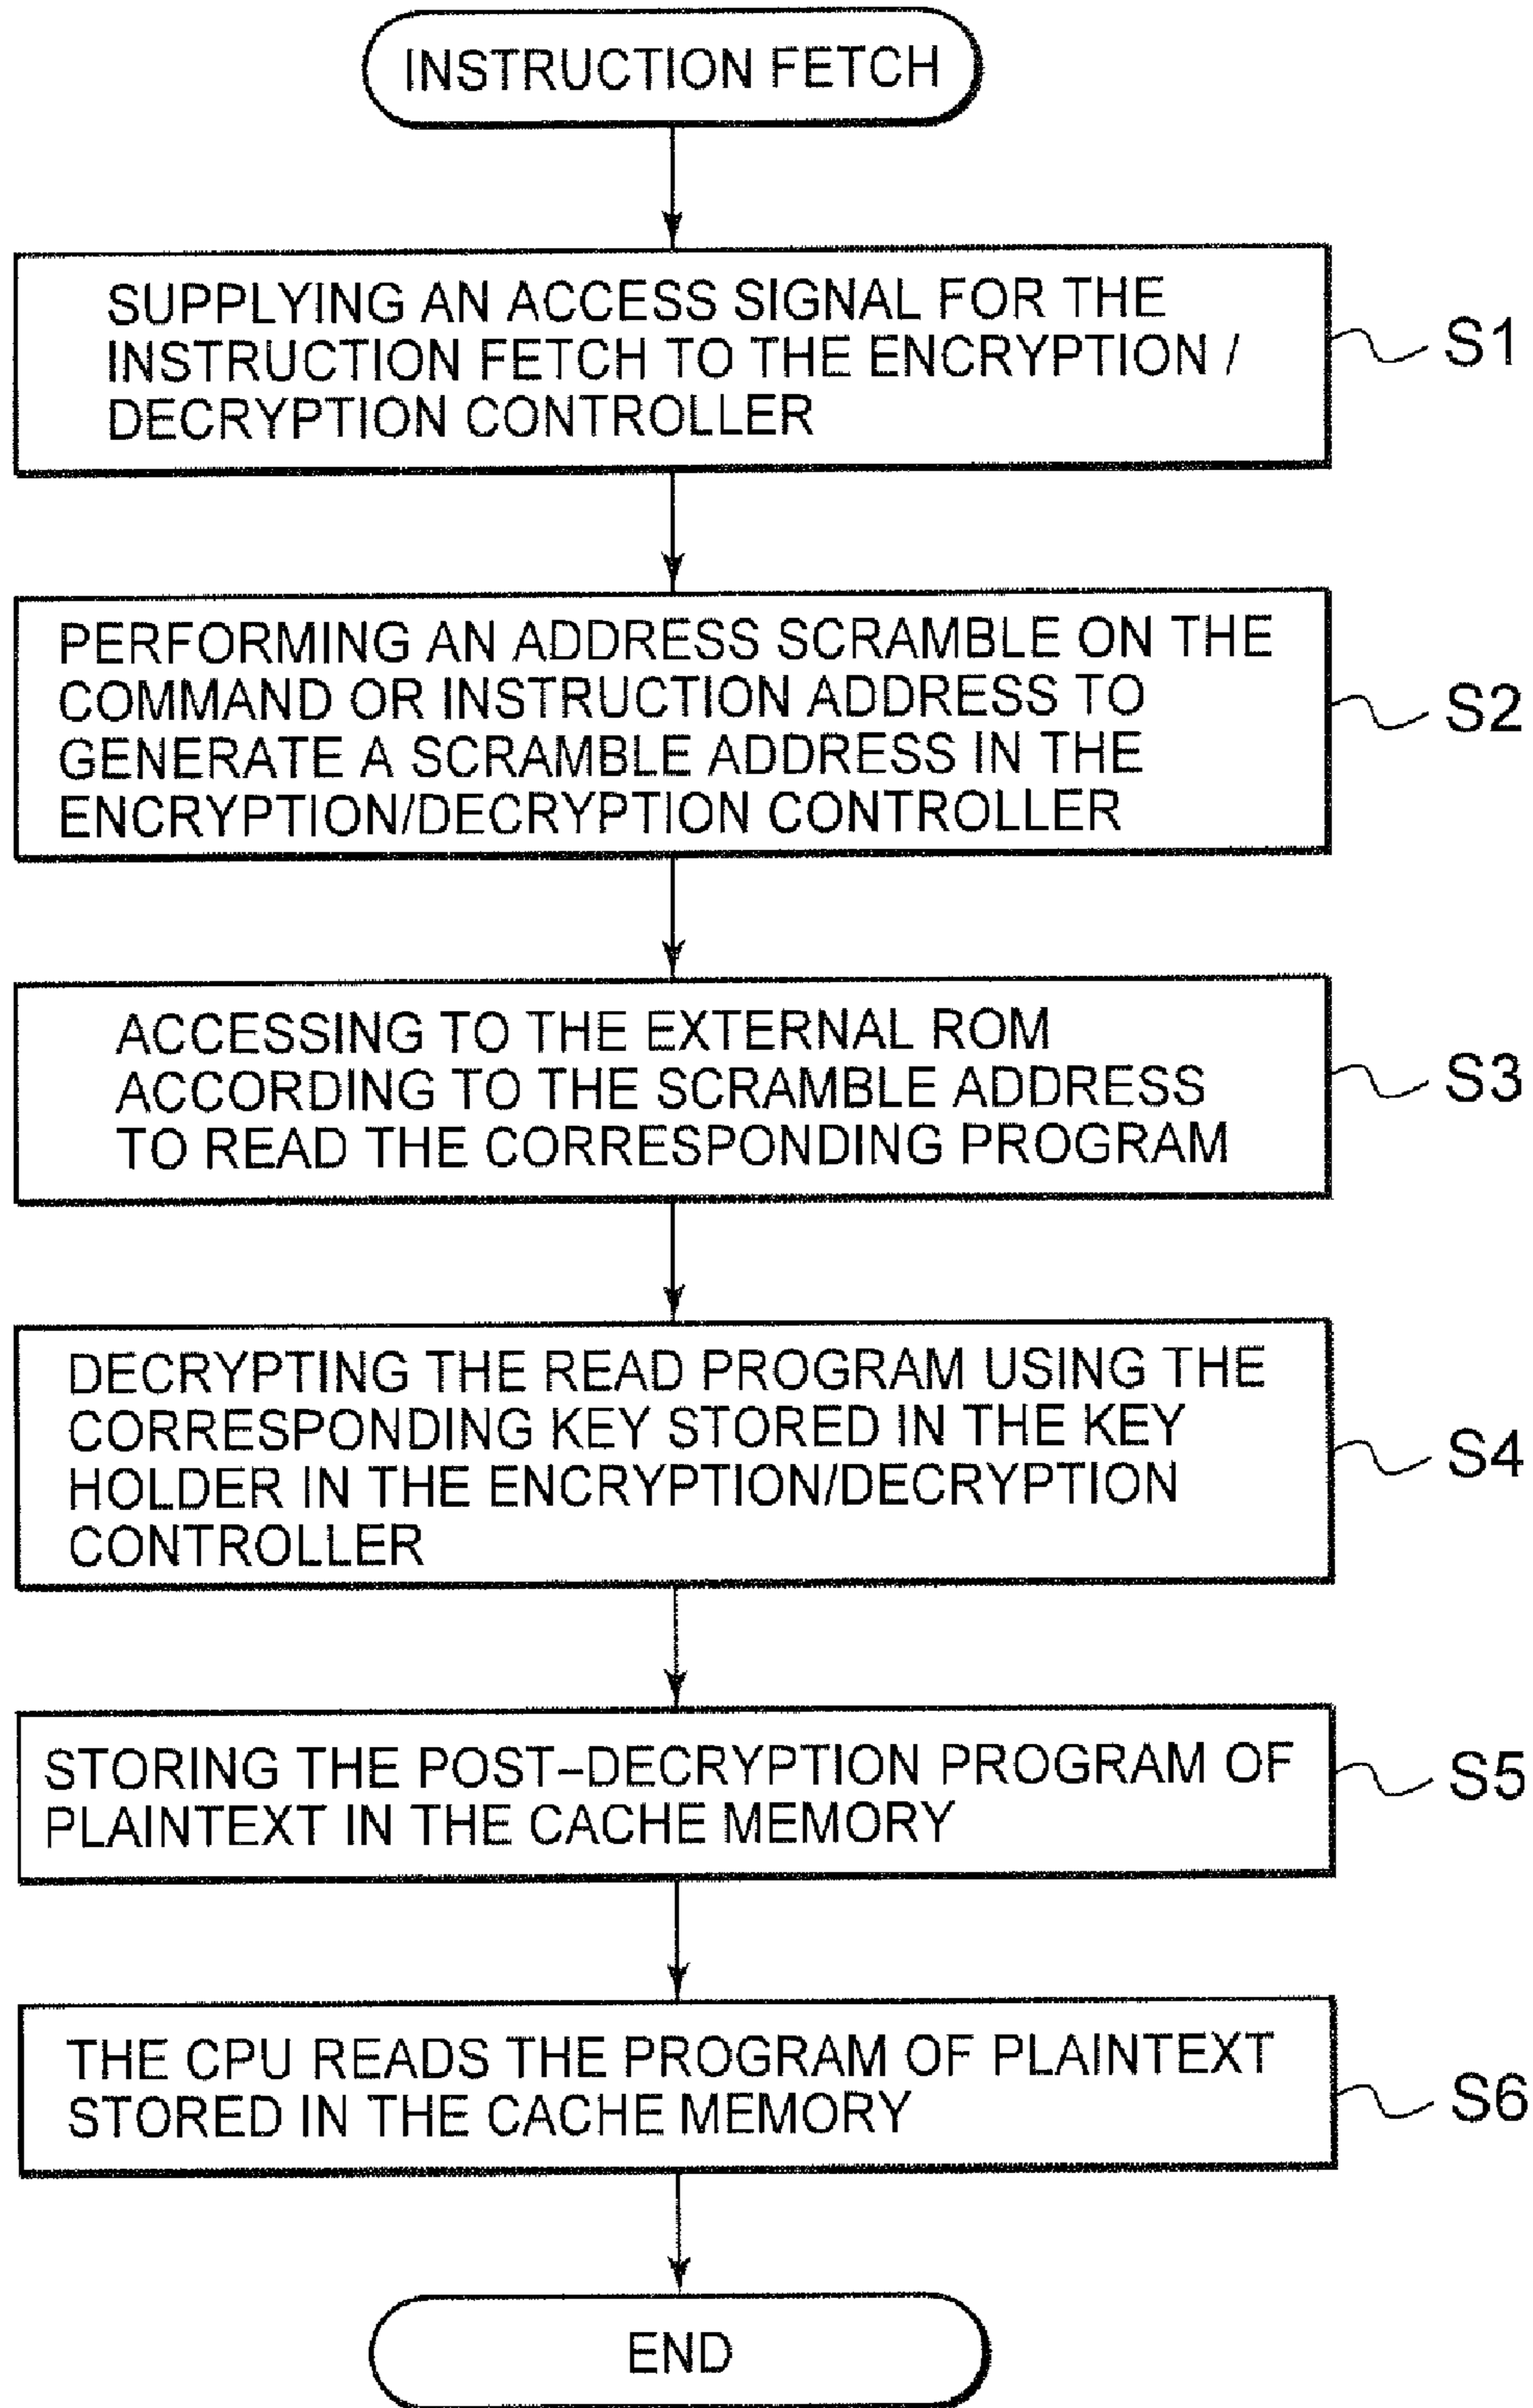 INSTRUCTION FETCH
SUPPLYING AN ACCESS SIGNAL FOR THE
INSTRUCTION FETCH TO THE ENCRYPTION /
DECRYPTION CONTROLLER
S1
PERFORMING AN ADDRESS SCRAMBLE ON THE
COMMAND OR INSTRUCTION ADDRESS TO
GENERATE A SCRAMBLE ADDRESS IN THE
ENCRYPTION/DECRYPTION CONTROLLER
S2
ACCESSING TO THE EXTERNAL ROM
ACCORDING TO THE SCRAMBLE ADDRESS
TO READ THE CORRESPONDING PROGRAM
S3
DECRYPTING THE READ PROGRAM USING THE
CORRESPONDING KEY STORED IN THE KEY
HOLDER IN THE ENCRYPTION/DECRYPTION
CONTROLLER
S4
STORING THE POST-DECRYPTION PROGRAM OF
PLAINTEXT IN THE CACHE MEMORY
S5
THE CPU READS THE PROGRAM OF PLAINTEXT
STORED IN THE CACHE MEMORY
S6
END